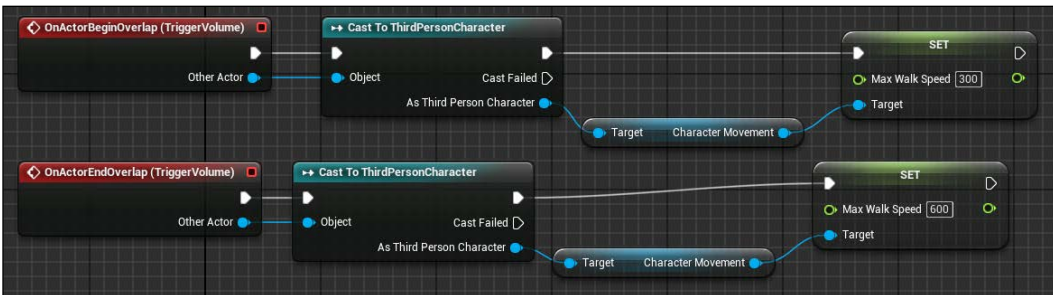 OnActorBeginOverlap (TriggerVolume)
Cast To ThirdPersonCharacter
SET
Other Actor
Object
Cast Failed
Max Walk Speed 300
As Third Person Character
Target
Target Character Movement
OnActorEndOverlap (TriggerVolume)
Cast To ThirdPersonCharacter
SET
Other Actor
Object
Cast Failed
Max Walk Speed 600
As Third Person Character
Target
Target Character Movement